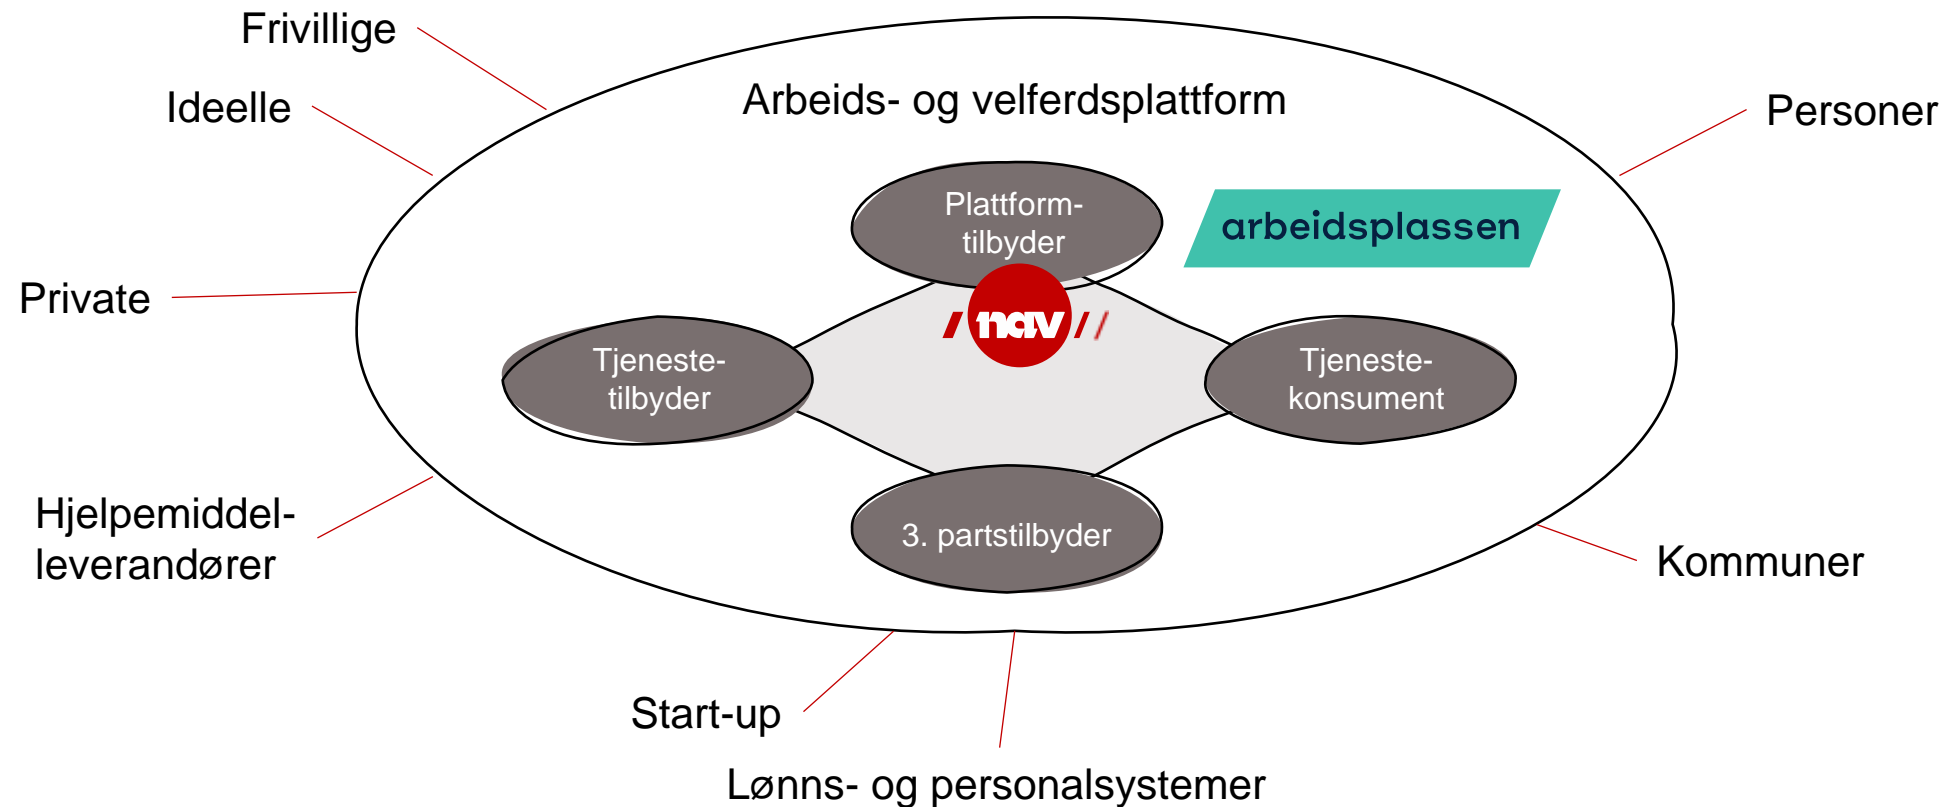 Frivillige
Ideelle
Arbeids- og velferdsplattform
Personer
Plattform-
tilbyder
arbeidsplassen
Private
nav
Tjeneste-
tilbyder
Tjeneste-
konsument
Hjelpemiddel-
leverandører
3. partstilbyder
Kommuner
Start-up
Lønns- og personalsystemer